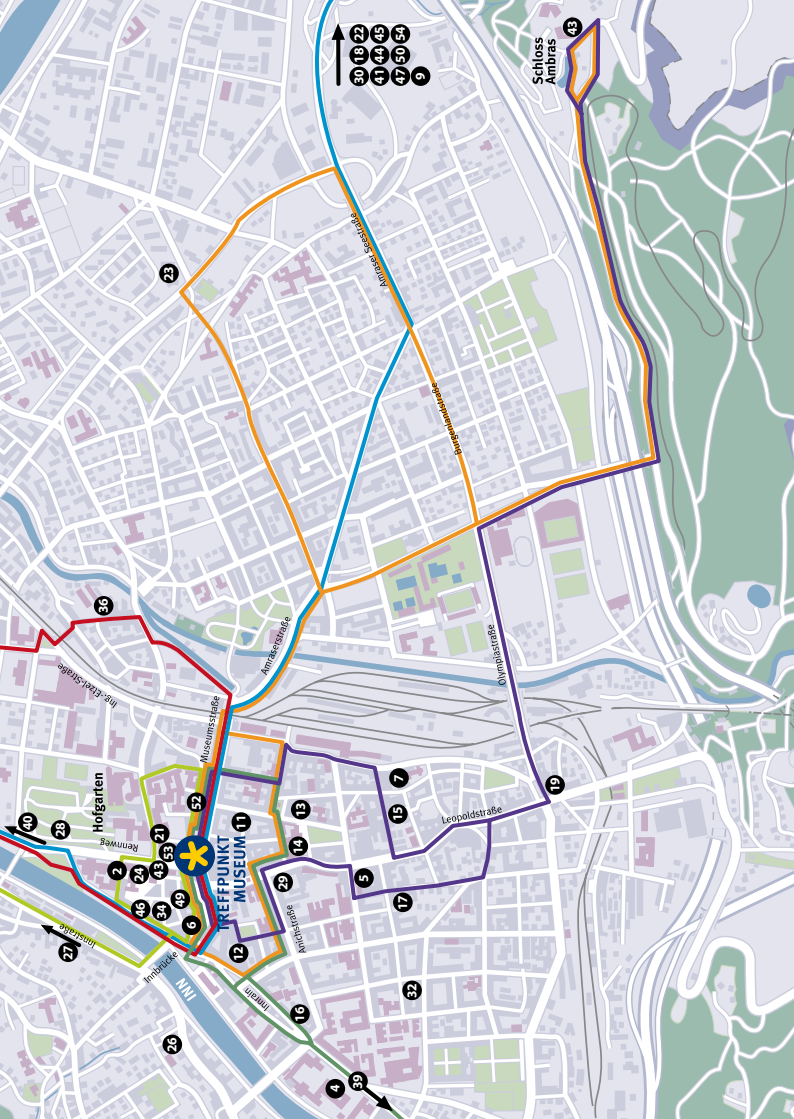 40
28
27
Innstraße
Ing.-Etzel-Straße
Hofgarten
36
Rennweg
2
24
43
21
53
46
34
49
6
52
Innbrücke
26
INN
23
Museumsstraße
TREFFPUNKT
MUSEUM
11
12
Innrain
Amraserstraße
29
14
13
16
Anichstraße
4
39
5
7
15
17
32
30 18 22
41 44 45
47 50 54
9
Amraser-Seestraße
Burgenlandstraße
Leopoldstraße
Olympiastraße
19
Schloss
Ambras
43